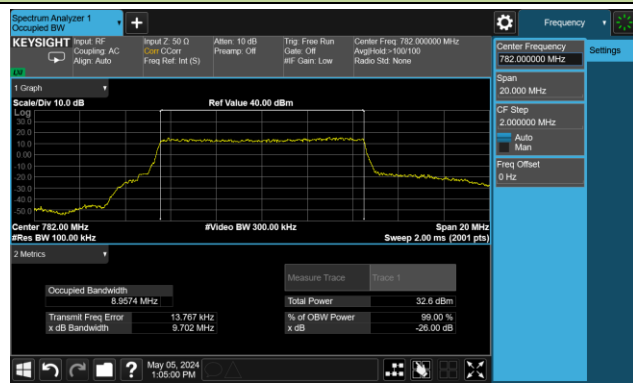 Spectrum Analyzer 1
Occupied BW
Frequency
KEYSIGHT
Input: RF
Coupling: AC
Align: Auto
Input Z: 50 Ω
Corr CCorr
Freq Ref: Int (S)
Atten: 10 dB
Preamp: Off
Trig: Free Run
Gate: Off
#IF Gain: Low
Center Freq: 782.000000 MHz
Avg|Hold:>100/100
Radio Std: None
Center Frequency
782.000000 MHz
Settings
Span
20.000 MHz
CF Step
2.000000 MHz
Auto
Man
Freq Offset
0 Hz
1 Graph
Scale/Div 10.0 dB
Ref Value 40.00 dBm
Log
30.0
20.0
10.0
0.00
-10.0
-20.0
-30.0
-40.0
-50.0
Center 782.00 MHz
#Video BW 300.00 kHz
Span 20 MHz
#Res BW 100.00 kHz
Sweep 2.00 ms (2001 pts)
2 Metrics
Measure Trace
Trace 1
Occupied Bandwidth
8.9574 MHz
Total Power
32.6 dBm
Transmit Freq Error
13.767 kHz
% of OBW Power
99.00 %
x dB Bandwidth
9.702 MHz
x dB
-26.00 dB
?
May 05, 2024
1:05:00 PM